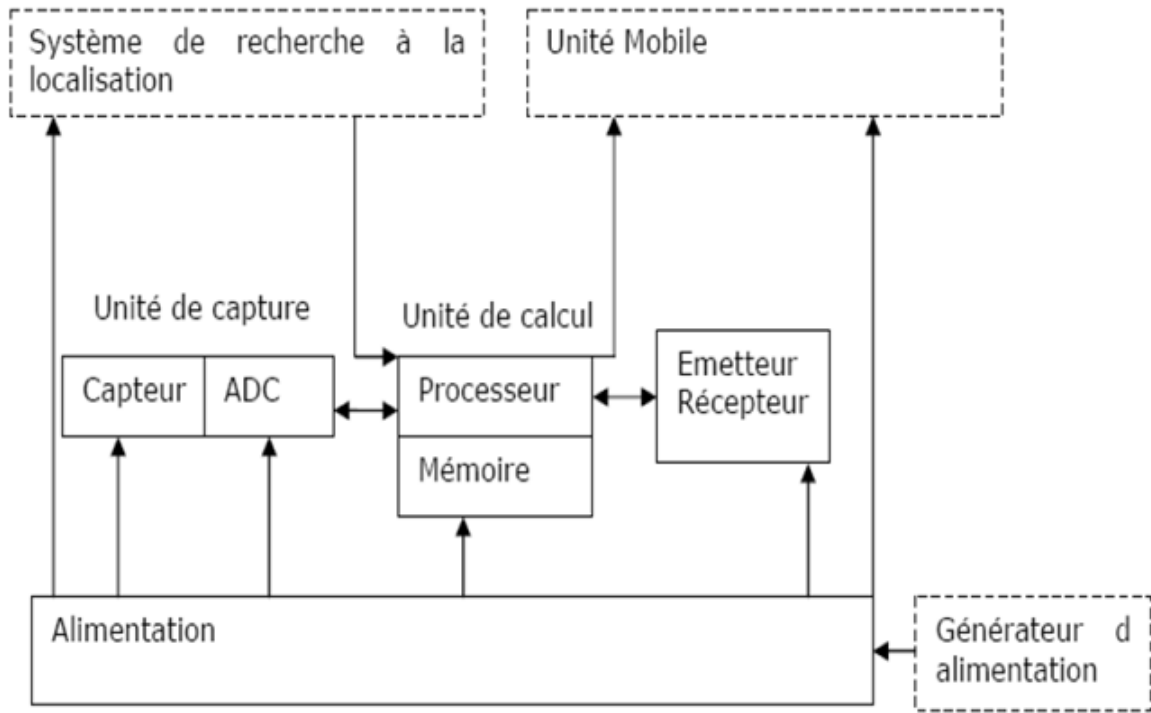 Système de recherche à la
localisation
Unité Mobile
Unité de capture
Unité de calcul
Capteur
ADC
Processeur
Mémoire
Emetteur
Récepteur
Alimentation
Générateur d
alimentation